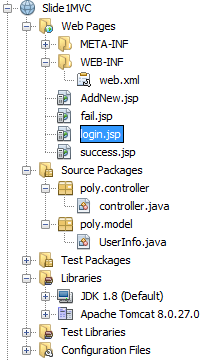 Slide1MVC
Web Pages
META-INF
WEB-INF
web.xml
AddNew.jsp
fail.jsp
login.jsp
success.jsp
Source Packages
poly.controller
controller.java
poly.model
UserInfo.java
Test Packages
Libraries
JDK 1.8 (Default)
Apache Tomcat 8.0.27.0
Test Libraries
Configuration Files